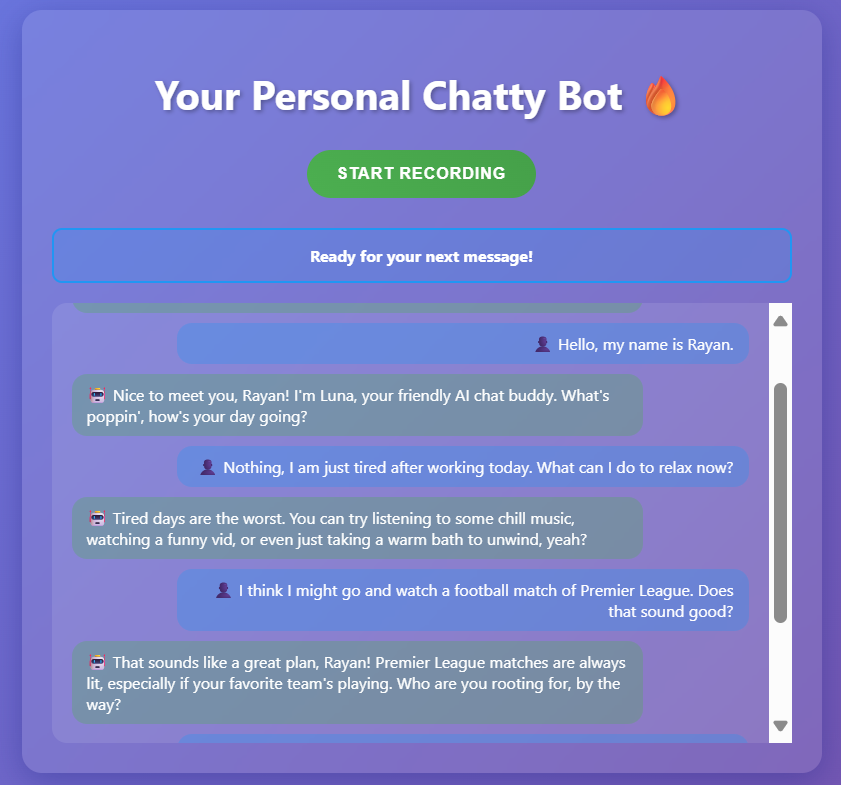 Your Personal Chatty Bot 🔥
START RECORDING
Ready for your next message!
Hello, my name is Rayan.
Nice to meet you, Rayan! I'm Luna, your friendly AI chat buddy. What's
poppin', how's your day going?
Nothing, I am just tired after working today. What can I do to relax now?
Tired days are the worst. You can try listening to some chill music,
watching a funny vid, or even just taking a warm bath to unwind, yeah?
I think I might go and watch a football match of Premier League. Does
that sound good?
That sounds like a great plan, Rayan! Premier League matches are always
lit, especially if your favorite team's playing. Who are you rooting for, by the
way?